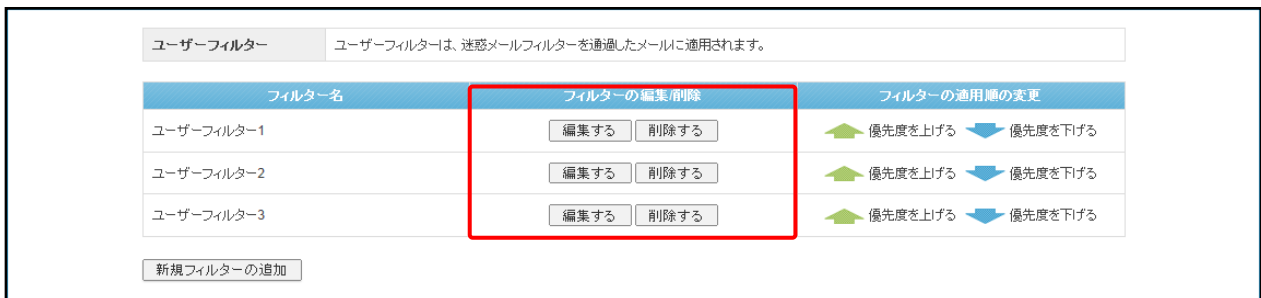 ユーザーフィルター ユーザーフィルターは、迷惑メールフィルターを通過したメールに適用されます。
フィルター名 フィルターの編集/削除 フィルターの適用順の変更
ユーザーフィルター1 編集する 削除する 優先度を上げる 優先度を下げる
ユーザーフィルター2 編集する 削除する 優先度を上げる 優先度を下げる
ユーザーフィルター3 編集する 削除する 優先度を上げる 優先度を下げる
新規フィルターの追加